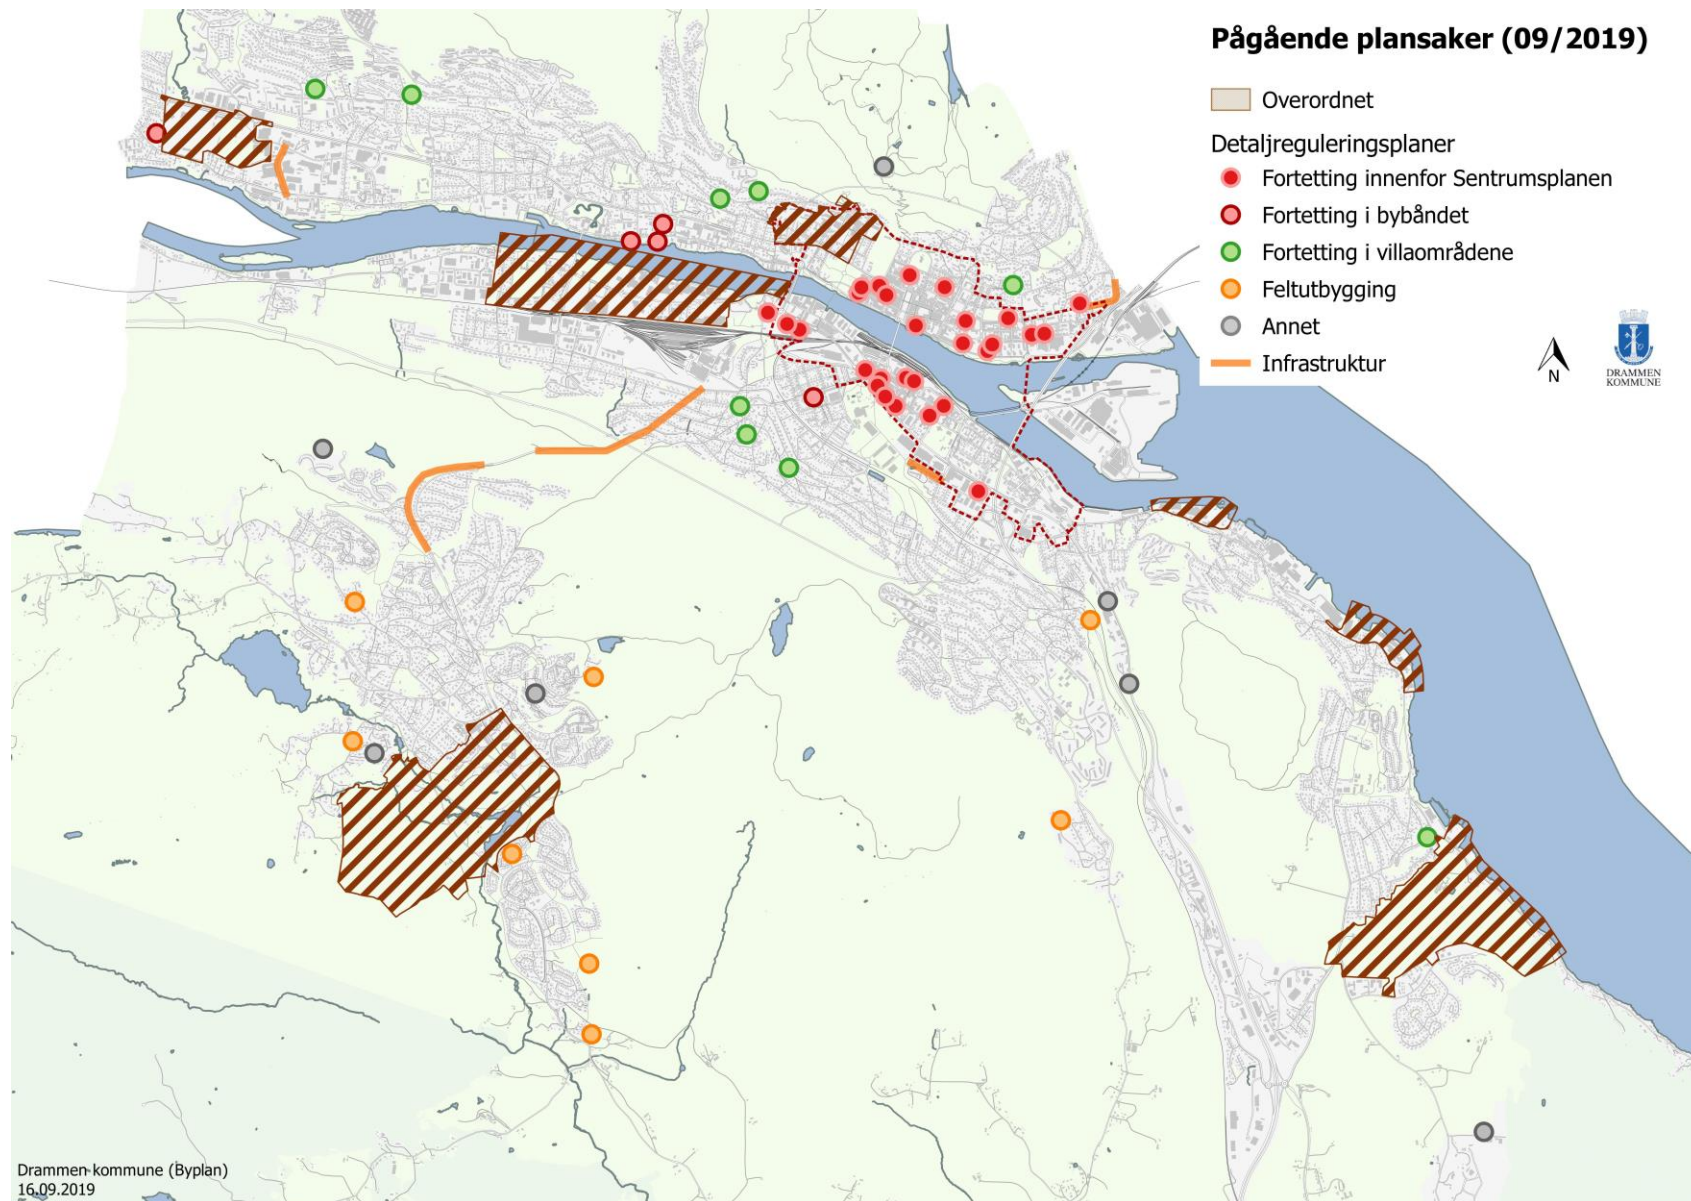 Pågående plansaker (09/2019)
Overordnet
Detaljreguleringsplaner
Fortetting innenfor Sentrumsplanen
Fortetting i bybåndet
Fortetting i villaområdene
Feltutbygging
Annet
Infrastruktur
N
DRAMMEN
KOMMUNE
Drammen kommune (Byplan)
16.09.2019